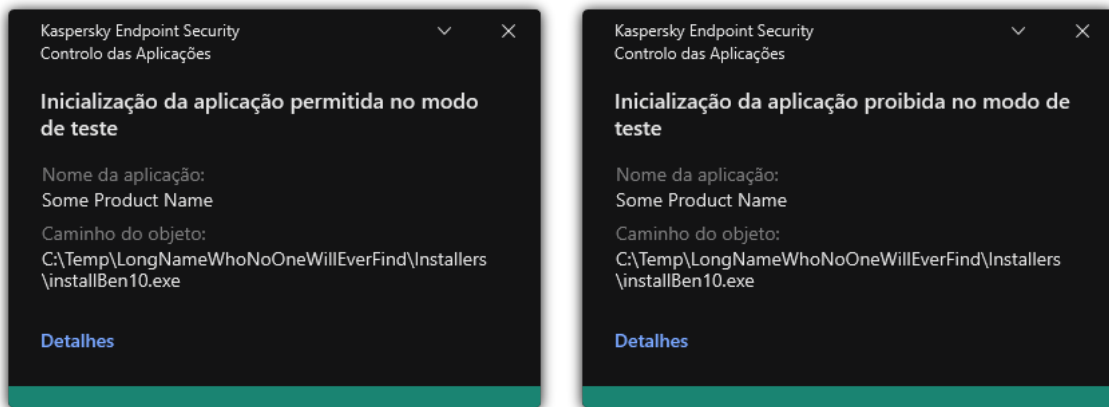 Kaspersky Endpoint Security
Controlo das Aplicações
Inicialização da aplicação permitida no modo
de teste
Nome da aplicação:
Some Product Name
Caminho do objeto:
C:\Temp\LongNameWhoNoOneWillEverFind\Installers
\installBen10.exe
Detalhes
Kaspersky Endpoint Security
Controlo das Aplicações
Inicialização da aplicação proibida no modo de
teste
Nome da aplicação:
Some Product Name
Caminho do objeto:
C:\Temp\LongNameWhoNoOneWillEverFind\Installers
\installBen10.exe
Detalhes